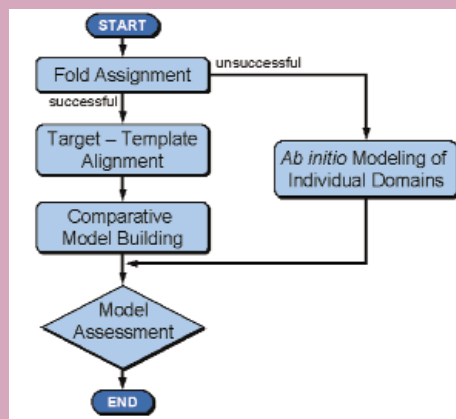 START
Fold Assignment
unsuccessful
successful
Target – Template
Alignment
Ab initio Modeling of
Individual Domains
Comparative
Model Building
Model
Assessment
END